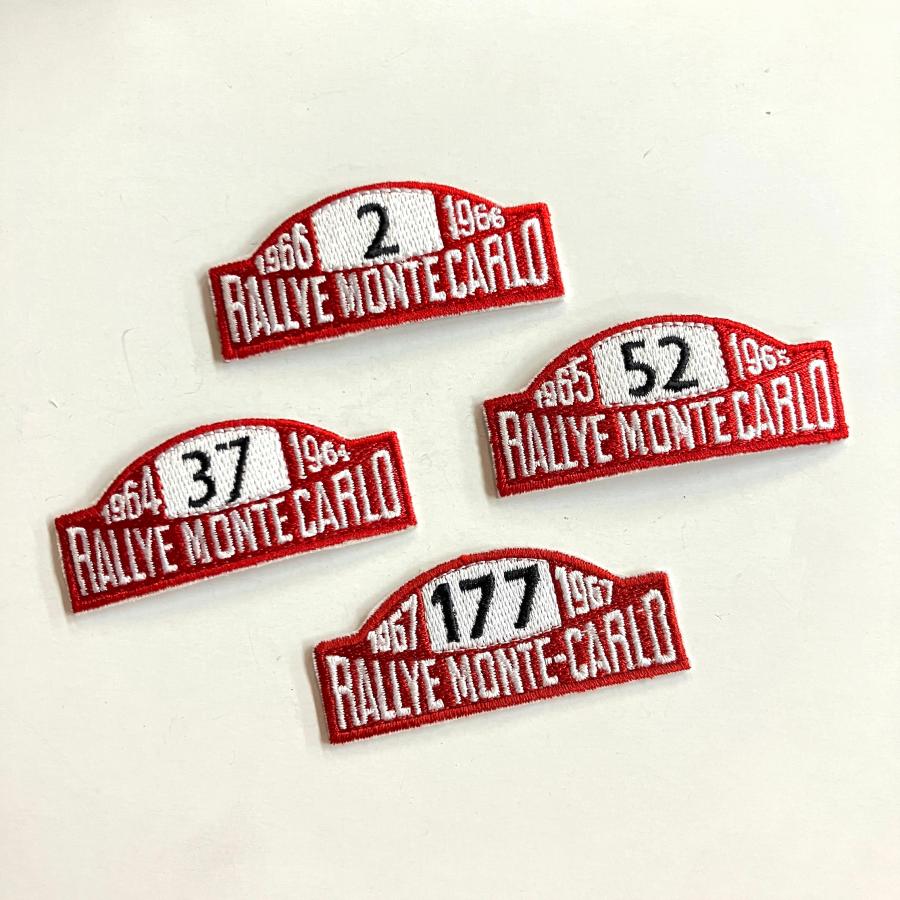 1966 2 1966
RALLYE MONTE CARLO
1965 52 1965
RALLYE MONTE CARLO
1964 37 1964
RALLYE MONTE CARLO
1967 177 1967
RALLYE MONTE-CARLO